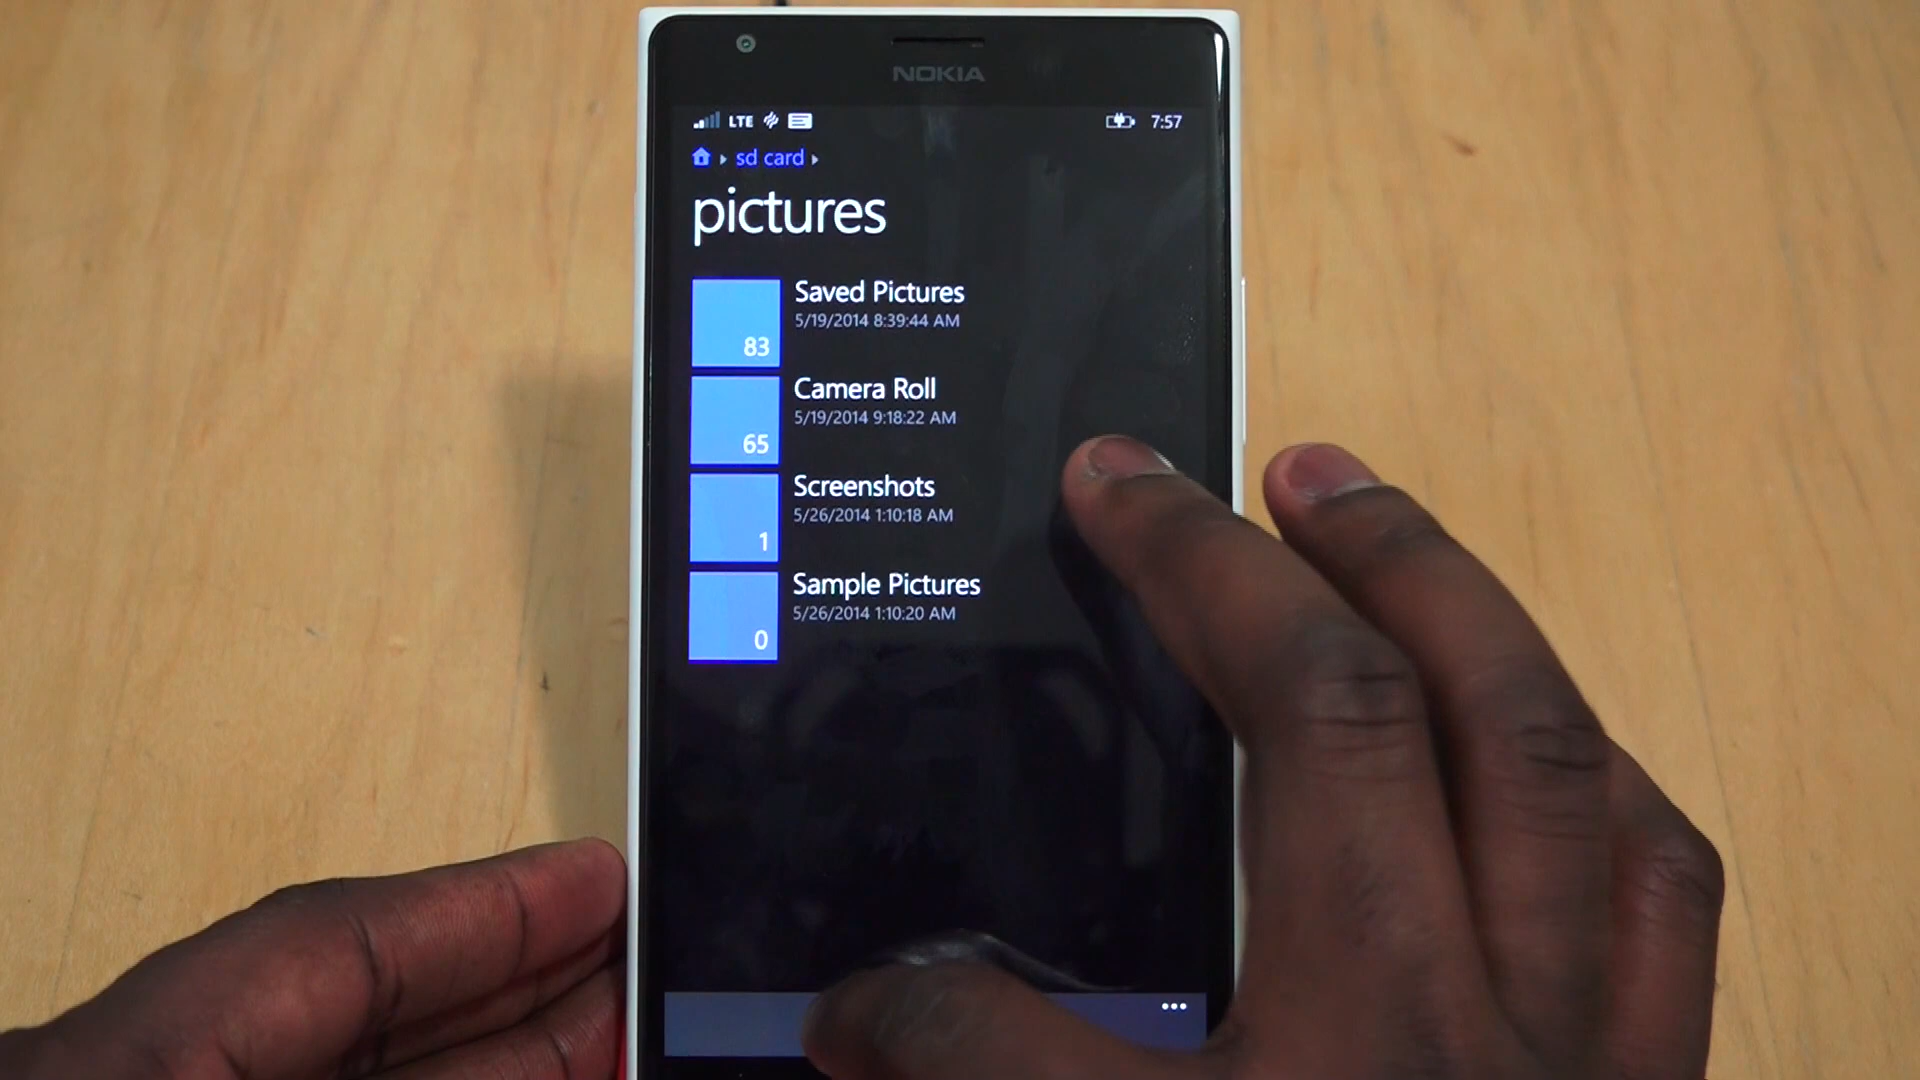 NOKIA
LTE 7:57
sd card
pictures
Saved Pictures
5/19/2014 8:39:44 AM
83
Camera Roll
5/19/2014 9:18:22 AM
65
Screenshots
5/26/2014 1:10:18 AM
1
Sample Pictures
5/26/2014 1:10:20 AM
0